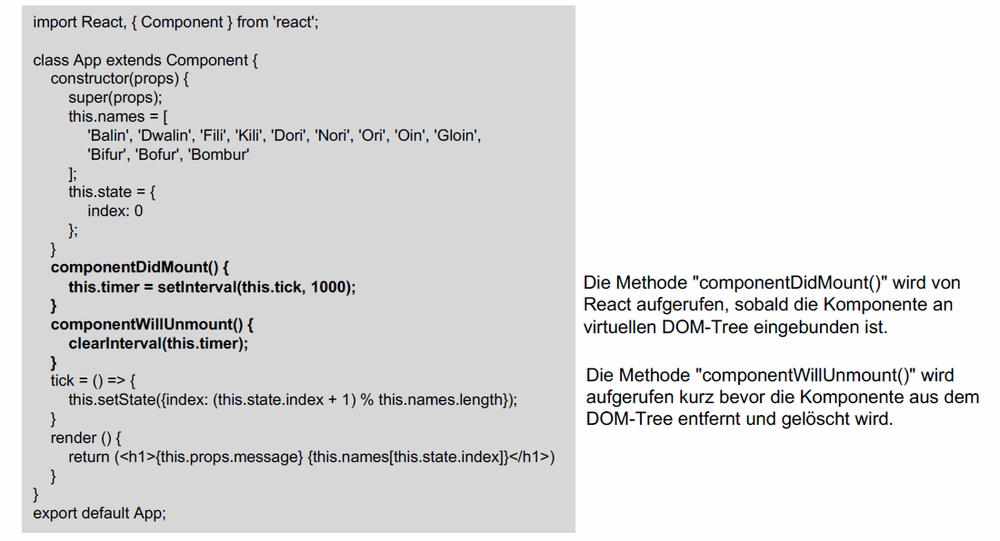 import React, { Component } from 'react';
class App extends Component {
constructor(props) {
super(props);
this.names = [
'Balin', 'Dwalin', 'Fili', 'Kili', 'Dori', 'Nori', 'Ori', 'Oin', 'Gloin',
'Bifur', 'Bofur', 'Bombur'
];
this.state = {
index: 0
};
}
componentDidMount() {
this.timer = setInterval(this.tick, 1000);
}
componentWillUnmount() {
clearInterval(this.timer);
}
tick = () => {
this.setState({index: (this.state.index + 1) % this.names.length});
}
render () {
return (<h1>{this.props.message} {this.names[this.state.index]}</h1>)
}
}
export default App;
Die Methode "componentDidMount()" wird von
React aufgerufen, sobald die Komponente an
virtuellen DOM-Tree eingebunden ist.
Die Methode "componentWillUnmount()" wird
aufgerufen kurz bevor die Komponente aus dem
DOM-Tree entfernt und gelöscht wird.